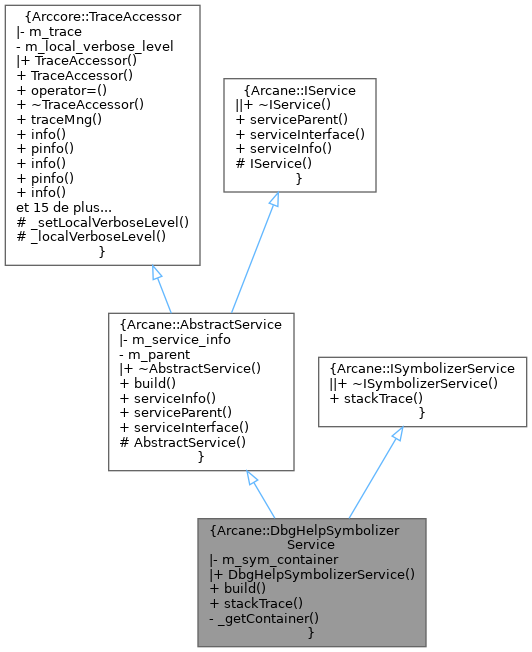 {Arccore::TraceAccessor
|- m_trace
- m_local_verbose_level
|+ TraceAccessor()
+ TraceAccessor()
+ operator=()
+ ~TraceAccessor()
+ traceMng()
+ info()
+ pinfo()
+ info()
+ pinfo()
+ info()
et 15 de plus...
# _setLocalVerboseLevel()
# _localVerboseLevel()
}
{Arcane::IService
||+ ~IService()
+ serviceParent()
+ serviceInterface()
+ serviceInfo()
# IService()
}
{Arcane::AbstractService
|- m_service_info
- m_parent
|+ ~AbstractService()
+ build()
+ serviceInfo()
+ serviceParent()
+ serviceInterface()
# AbstractService()
}
{Arcane::ISymbolizerService
||+ ~ISymbolizerService()
+ stackTrace()
}
{Arcane::DbgHelpSymbolizer
Service
|- m_sym_container
|+ DbgHelpSymbolizerService()
+ build()
+ stackTrace()
- _getContainer()
}